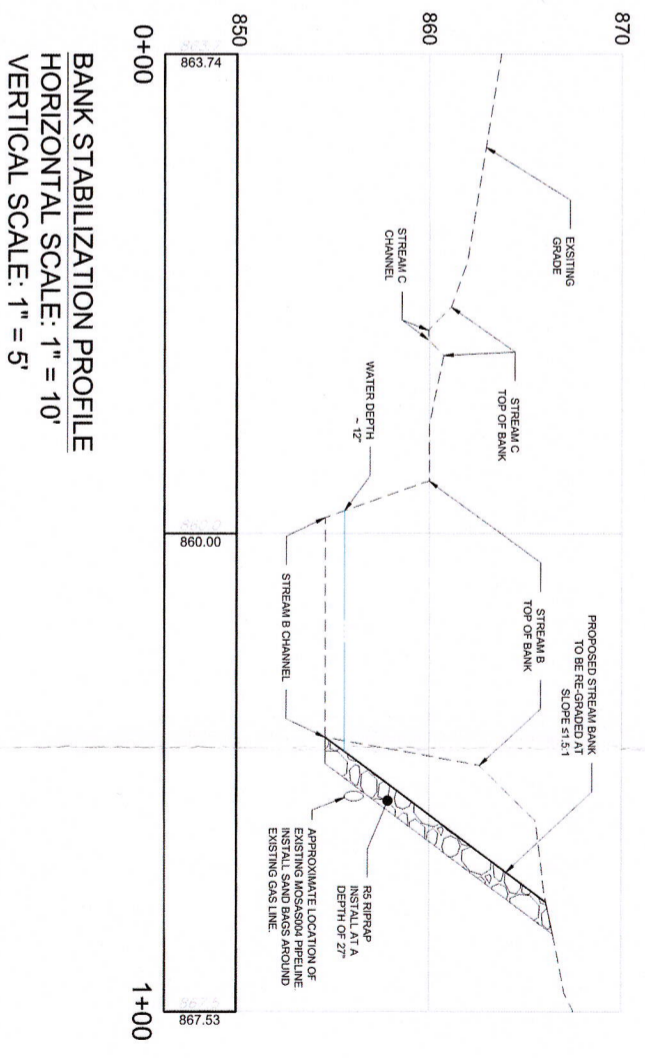 870
860
850
EXSITING
GRADE
STREAM C
CHANNEL
STREAM C
TOP OF BANK
WATER DEPTH
~ 12"
STREAM B CHANNEL
STREAM B
TOP OF BANK
PROPOSED STREAM BANK
TO BE RE-GRADED AT
SLOPE ≤1.5:1
R5 RIPRAP
INSTALL AT A
DEPTH OF 27"
APPROXIMATE LOCATION OF
EXISTING MOSAS004 PIPELINE.
INSTALL SAND BAGS AROUND
EXISTING GAS LINE.
863.74
860.00
867.53
0+00
1+00
BANK STABILIZATION PROFILE
HORIZONTAL SCALE: 1" = 10'
VERTICAL SCALE: 1" = 5'